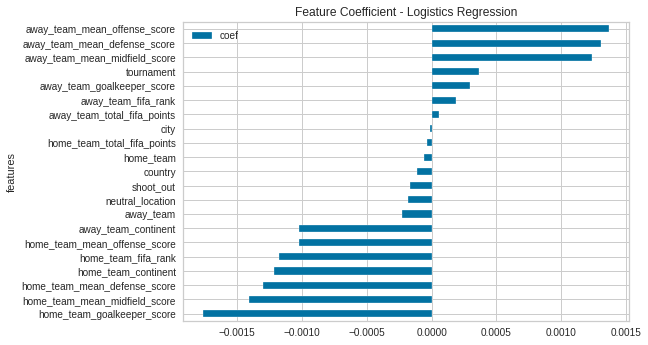 Feature Coefficient - Logistics Regression
coef
features
away_team_mean_offense_score
away_team_mean_defense_score
away_team_mean_midfield_score
tournament
away_team_goalkeeper_score
away_team_fifa_rank
away_team_total_fifa_points
city
home_team_total_fifa_points
home_team
country
shoot_out
neutral_location
away_team
away_team_continent
home_team_mean_offense_score
home_team_fifa_rank
home_team_continent
home_team_mean_defense_score
home_team_mean_midfield_score
home_team_goalkeeper_score
−0.0015 −0.0010 −0.0005 0.0000 0.0005 0.0010 0.0015